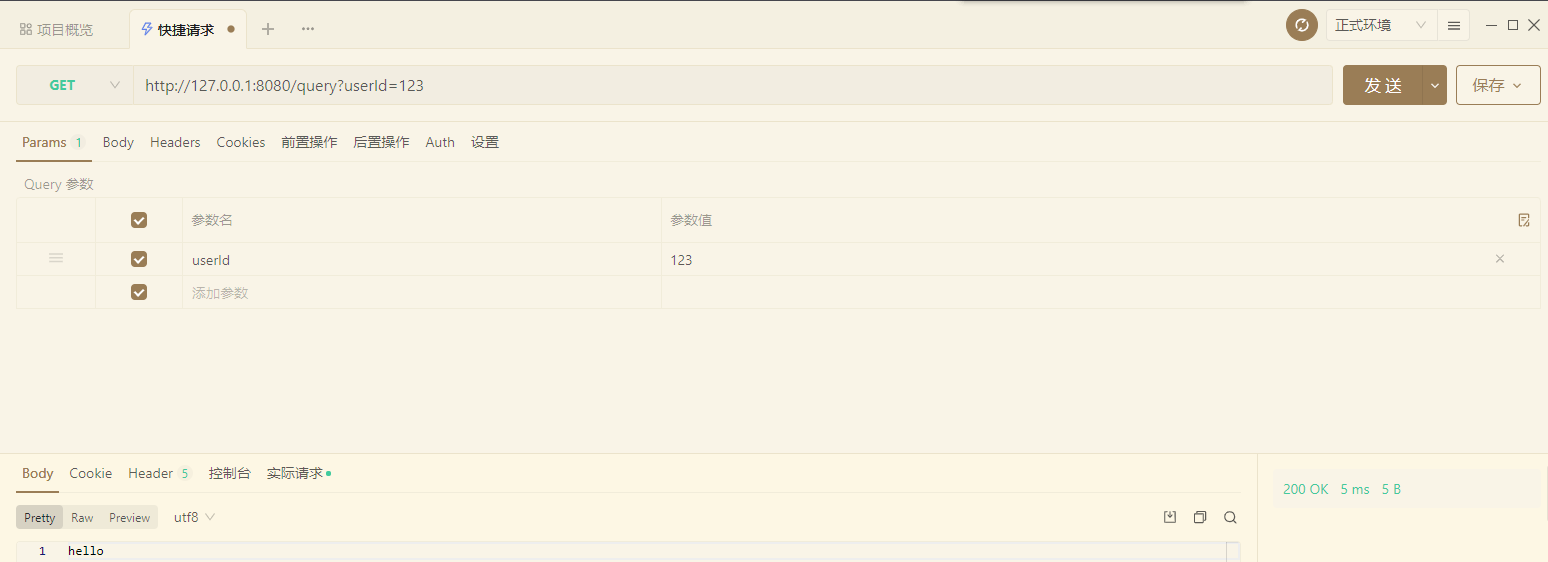 项目概览 快捷请求 正式环境
GET http://127.0.0.1:8080/query?userId=123 发送 保存
Params 1 Body Headers Cookies 前置操作 后置操作 Auth 设置
Query 参数
参数名 参数值
userId 123
添加参数
Body Cookie Header 5 控制台 实际请求
200 OK 5 ms 5 B
Pretty Raw Preview utf8
1 hello